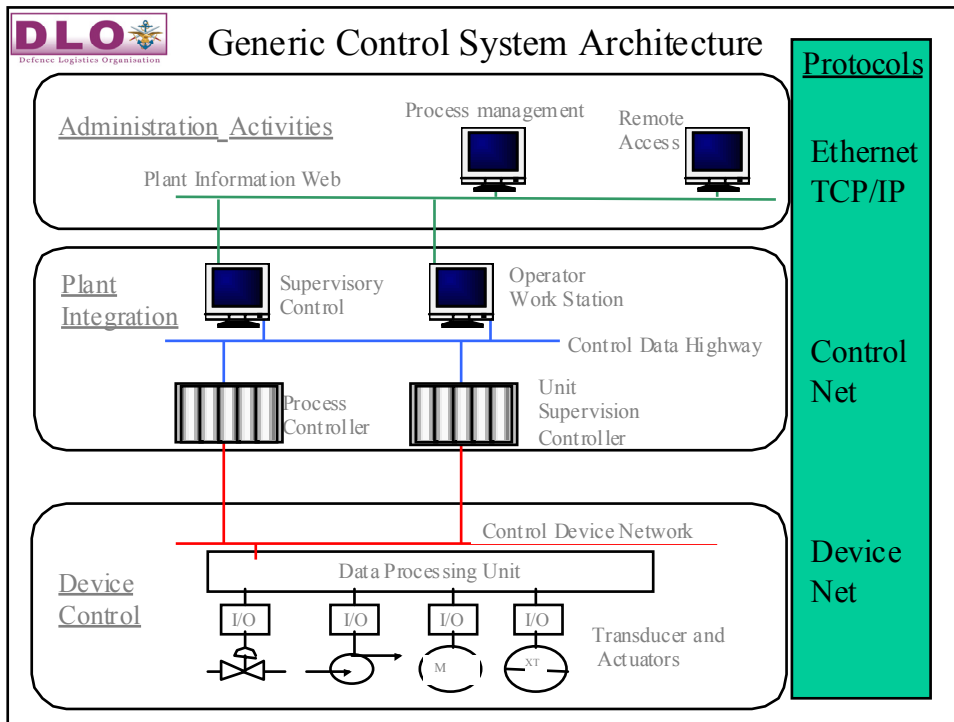 DLO
Defence Logistics Organisation
Generic Control System Architecture
Protocols
Administration Activities
Process management
Remote
Access
Plant Information Web
Ethernet
TCP/IP
Plant
Integration
Supervisory
Control
Operator
Work Station
Control Data Highway
Control
Net
Process
Controller
Unit
Supervision
Controller
Control Device Network
Data Processing Unit
Device
Control
I/O
I/O
I/O
I/O
M
XT
Transducer and
Actuators
Device
Net